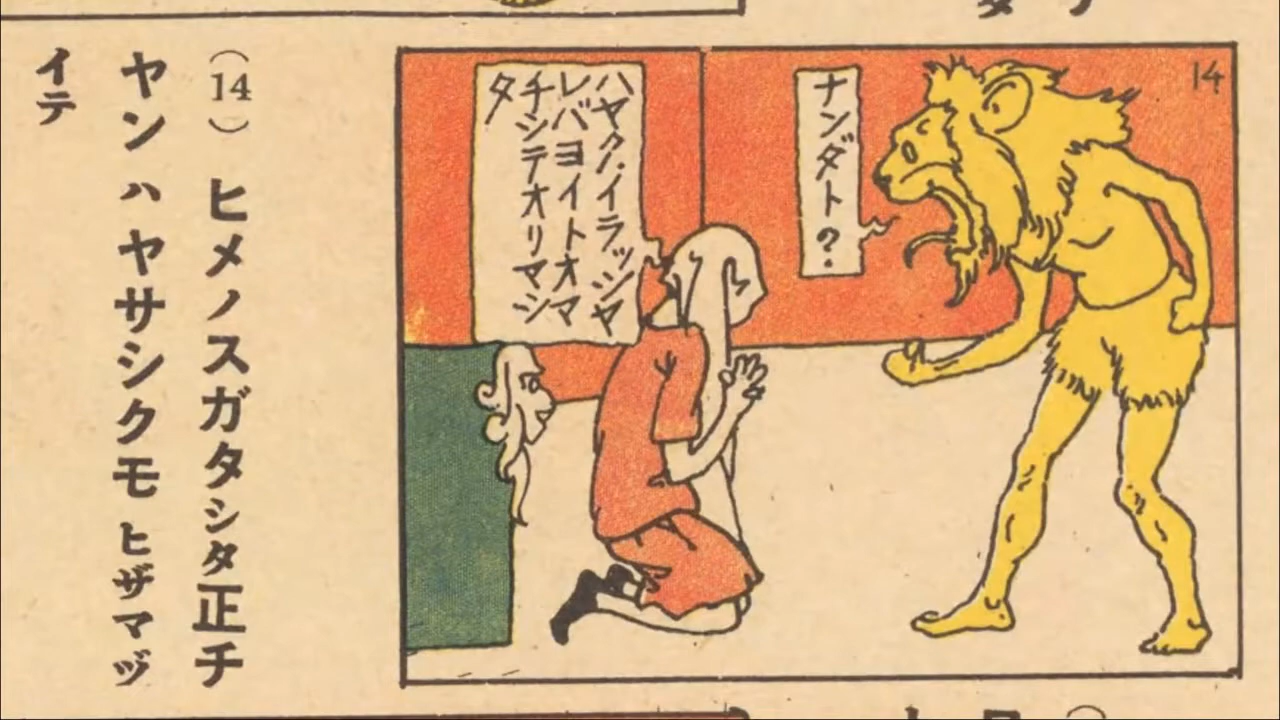 14
ナンダト?
ハヤクイラッシャ
レバヨイトオマ
チシテオリマシ
タ
(14) ヒメノスガタシタ正チ
ヤンハヤサシクモヒザマヅ
イテ